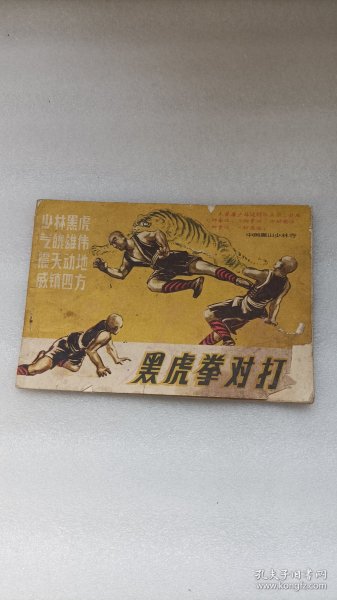 少林黑虎
气魄雄伟
撼天动地
威镇四方
中国嵩山少林寺
黑虎拳对打
孔夫子旧书网